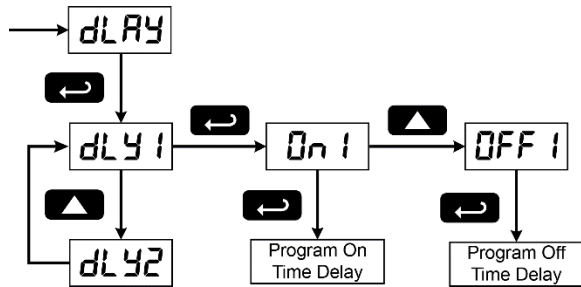 dLAY
dLY1
On1
OFF1
dLY2
Program On
Time Delay
Program Off
Time Delay